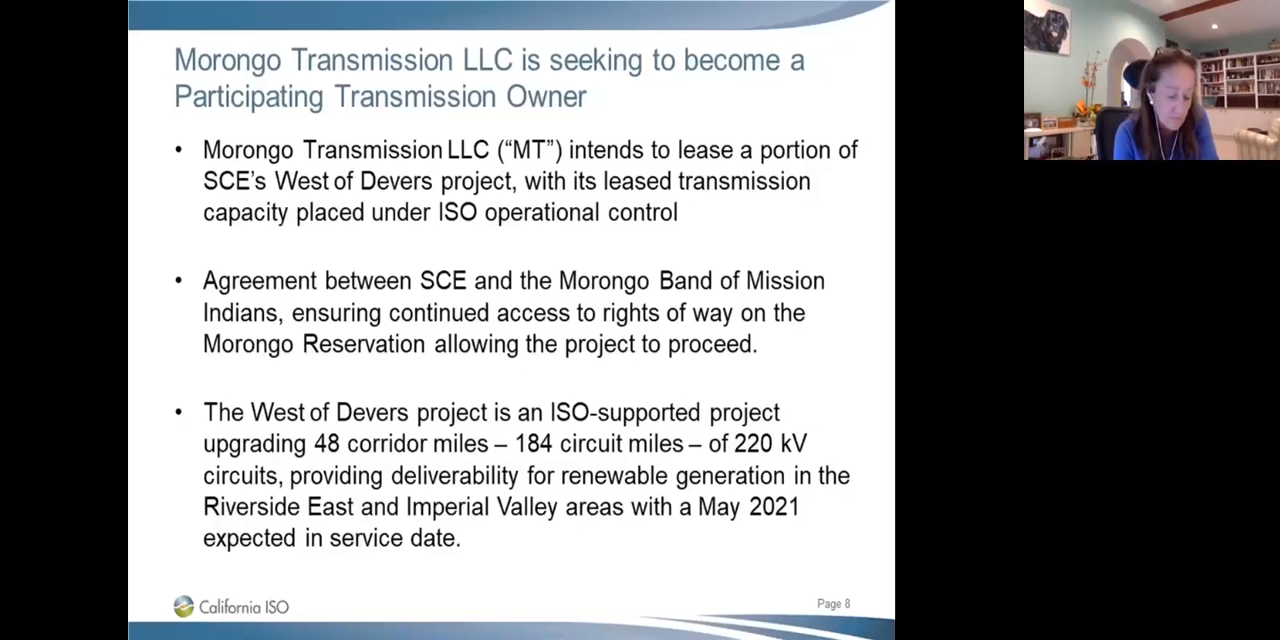 Morongo Transmission LLC is seeking to become a
Participating Transmission Owner
• Morongo Transmission LLC (“MT”) intends to lease a portion of
SCE’s West of Devers project, with its leased transmission
capacity placed under ISO operational control
• Agreement between SCE and the Morongo Band of Mission
Indians, ensuring continued access to rights of way on the
Morongo Reservation allowing the project to proceed.
• The West of Devers project is an ISO-supported project
upgrading 48 corridor miles – 184 circuit miles – of 220 kV
circuits, providing deliverability for renewable generation in the
Riverside East and Imperial Valley areas with a May 2021
expected in service date.
California ISO
Page 8